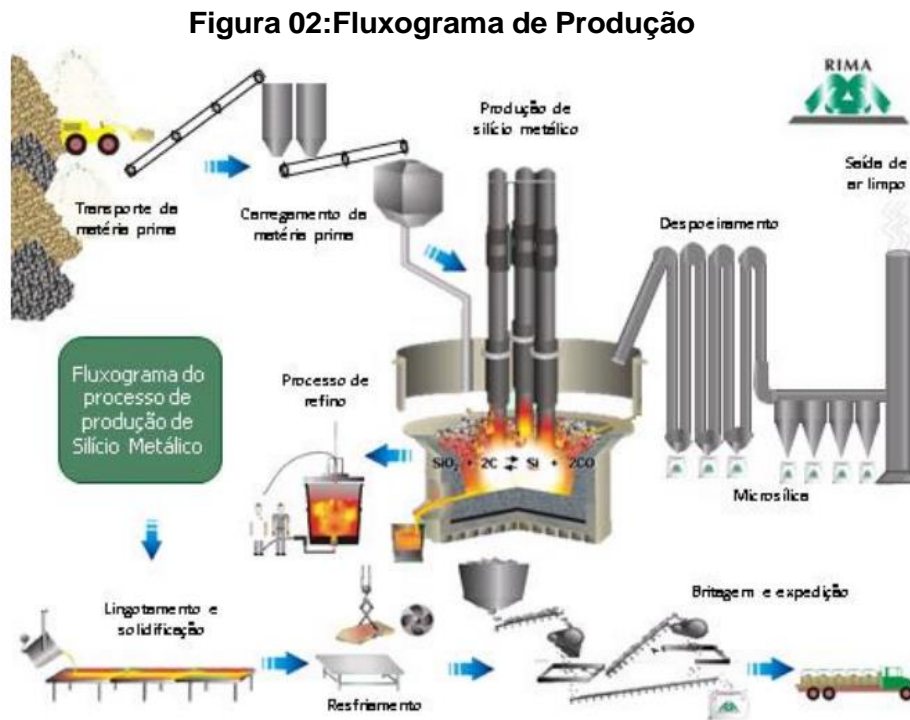 Figura 02:Fluxograma de Produção
RIMA
Produção de
silício metálico
Saída de
ar limpo
Transporte da
matéria prima
Carregamento da
matéria prima
Despoeiramento
Fluxograma do
processo de
produção de
Silício Metálico
Processo de
refino
SiO₂ + 2C ⇄ Si + 2CO
Microsílica
Lingotamento e
solidificação
Britagem e expedição
Resfriamento